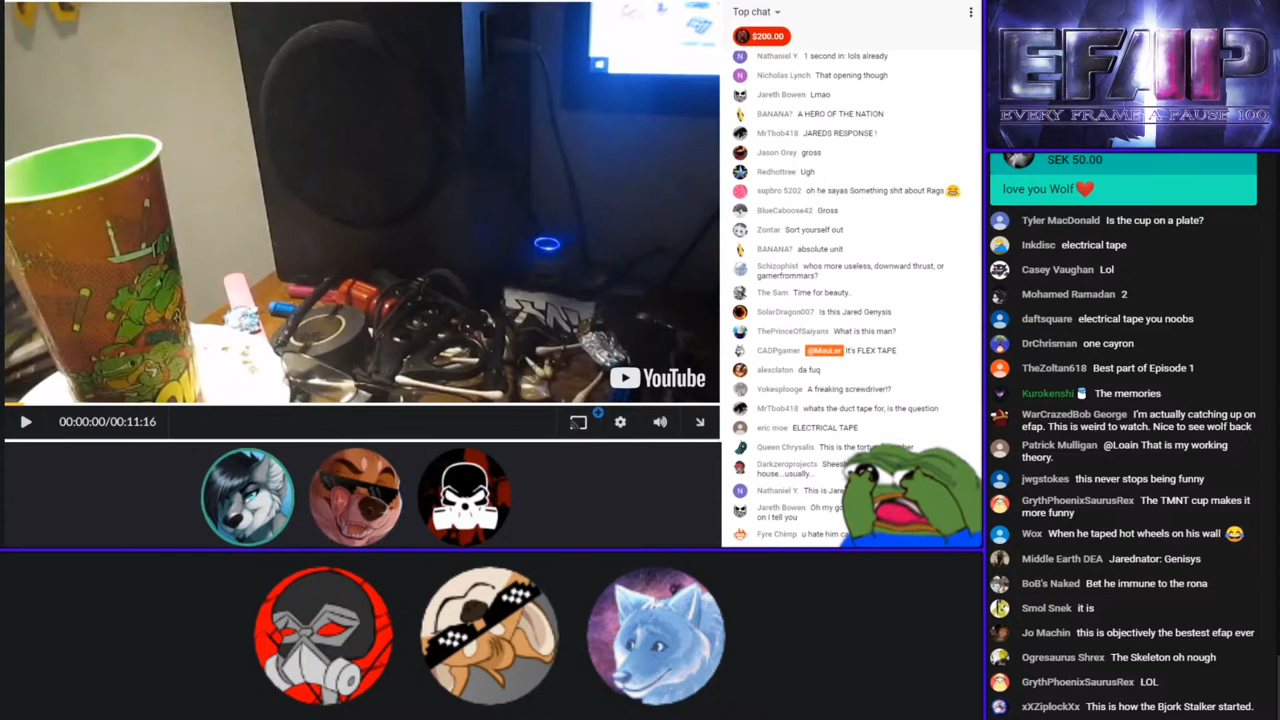 Top chat
$200.00
Nathaniel Y. 1 second in: lols already
Nicholas Lynch That opening though
Jareth Bowen Lmao
BANANA? A HERO OF THE NATION
MrTbob418 JAREDS RESPONSE !
Jason Gray gross
Redhottree Ugh
supbro 5202 oh he sayas Something shit about Rags
BlueCaboose42 Gross
Zontar Sort yourself out
BANANA? absolute unit
Schizophist whos more useless, downward thrust, or
gamerfrommars?
The Sam Time for beauty..
SolarDragon007 Is this Jared Genysis
ThePrinceOfSaiyans What is this man?
CADPgamer @MauLer It's FLEX TAPE
alexclaton da fuq
Yokesplooge A freaking screwdriver!?
MrTbob418 whats the duct tape for, is the question
eric moe ELECTRICAL TAPE
Queen Chrysalis This is the
Darkzeroprojects
house...usually...
Nathaniel Y. This is
Jareth Bowen Oh my
on I tell you
Fyre Chimp u hate him
YouTube
00:00:00/00:11:16
EFAP
EVERY FRAME A PAUSE 100
SEK 50.00
love you Wolf
Tyler MacDonald Is the cup on a plate?
Inkdisc electrical tape
Casey Vaughan Lol
Mohamed Ramadan 2
daftsquare electrical tape you mongs
DrChrisman one cayron
TheZoltan618 Best part of Episode 1
Kurokenshi The memories
WarCrazedBob George I'm actually catching up on
efap. This is weird to watch. Nice to see wolf back
Patrick Mulligan @Loain That is my working
theory.
jwgstokes this never stops being funny
GrythPhoenixSaurusRex The TMNT cup makes it
more funny
Wox When he taped hot wheels on his wall
Middle Earth DEA Jarednator: Genisys
BoB's Naked Bet he immune to the rona
Smol Snek it is
Jo Machin this is objectively the bestest efap ever
Ogresaurus Shrex The Skeleton oh nough
GrythPhoenixSaurusRex LOL
xXZiplockXx This is how the Bjork Stalker started.